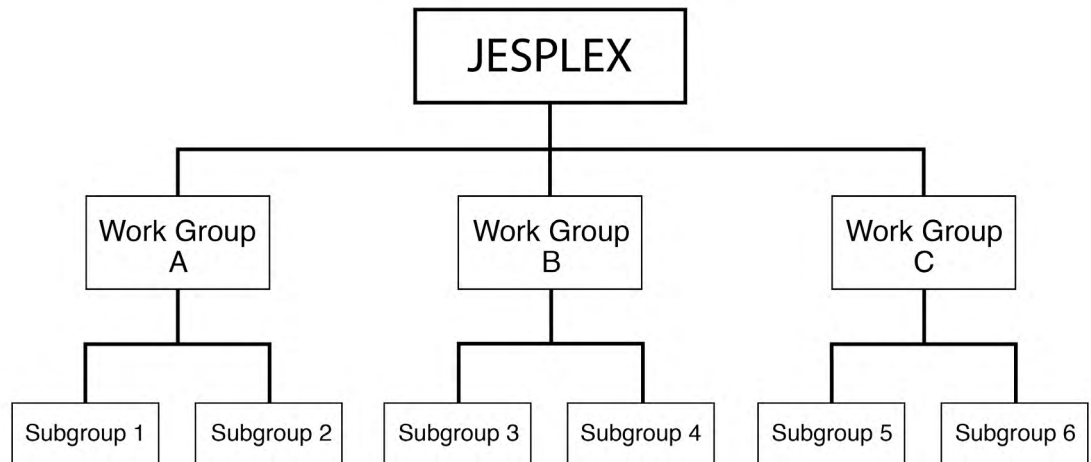 JESPLEX
Work Group
A
Work Group
B
Work Group
C
Subgroup 1
Subgroup 2
Subgroup 3
Subgroup 4
Subgroup 5
Subgroup 6